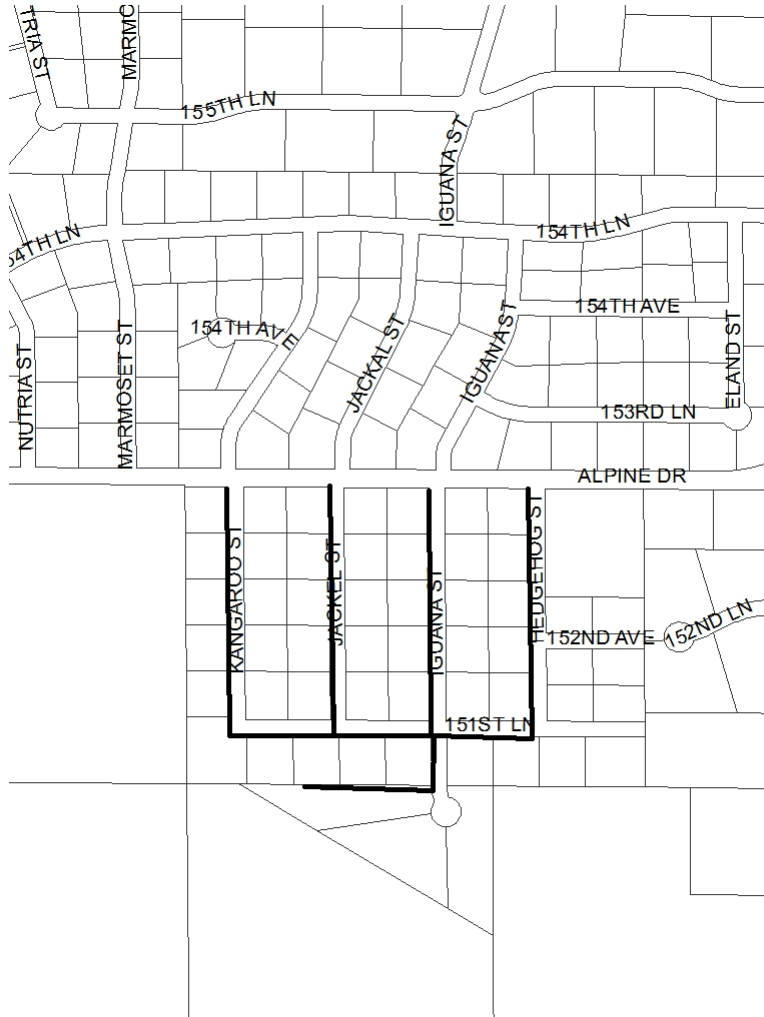 TRIA ST
MARMO
155TH LN
IGUANA ST
54TH LN
154TH LN
154TH AVE
154TH AVE
NUTRIA ST
MARMOSET ST
JACKAL ST
IGUANA ST
ELAND ST
153RD LN
ALPINE DR
KANGAROO ST
JACKEL ST
IGUANA ST
HEDGEHOG ST
152ND AVE
152ND LN
151ST LN